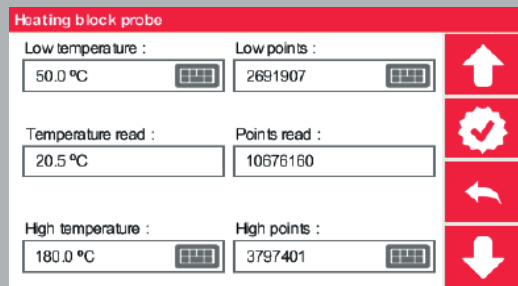 Heating block probe
Low temperature : Low points :
50.0 ºC 2691907
Temperature read : Points read :
20.5 ºC 10676160
High temperature : High points :
180.0 ºC 3797401